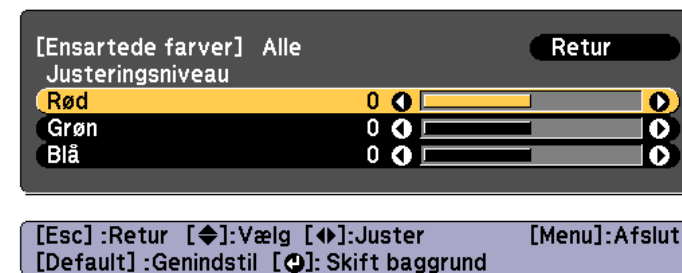 [Ensartede farver] Alle Retur
Justeringsniveau
Rød 0
Grøn 0
Blå 0
[Esc] :Retur [◆]:Vælg [◆]:Juster [Menu]:Afslut
[Default] :Genindstil [↵]: Skift baggrund